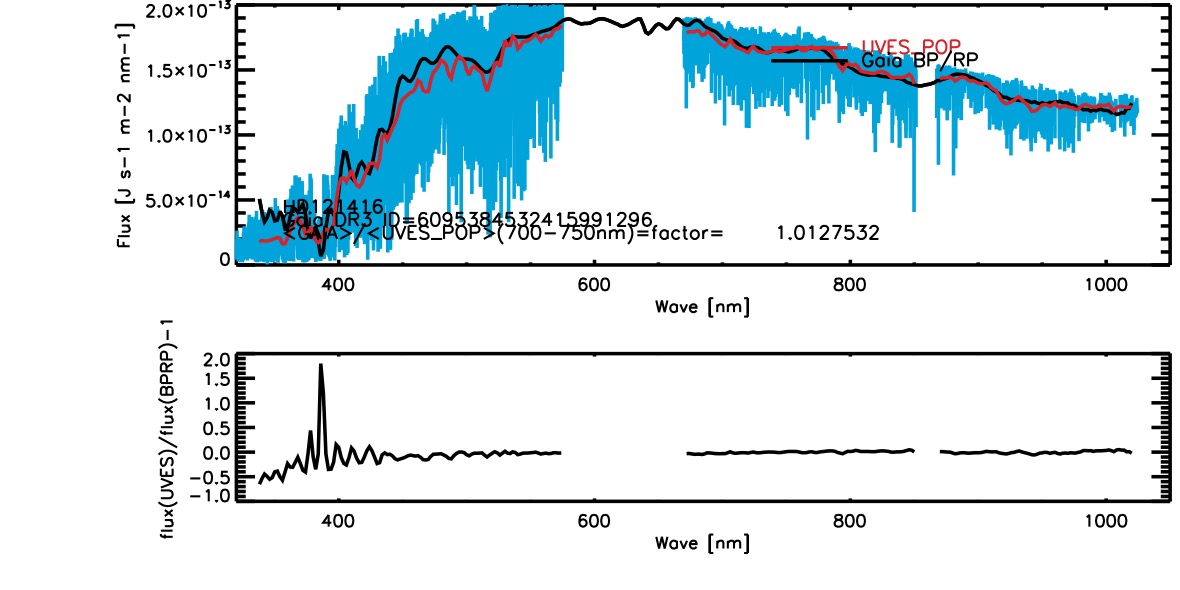 2.0×10−13
1.5×10−13
1.0×10−13
5.0×10−14
0
Flux [J s−1 m−2 nm−1]
UVES_POP
Gaia BP/RP
HD121416
Gaia DR3 ID=6095384532415991296
<GAIA>/<UVES_POP>(700−750nm)=factor= 1.0127532
400 600 800 1000
Wave [nm]
2.0
1.5
1.0
0.5
0.0
−0.5
−1.0
flux(UVES)/flux(BPRP)−1
400 600 800 1000
Wave [nm]